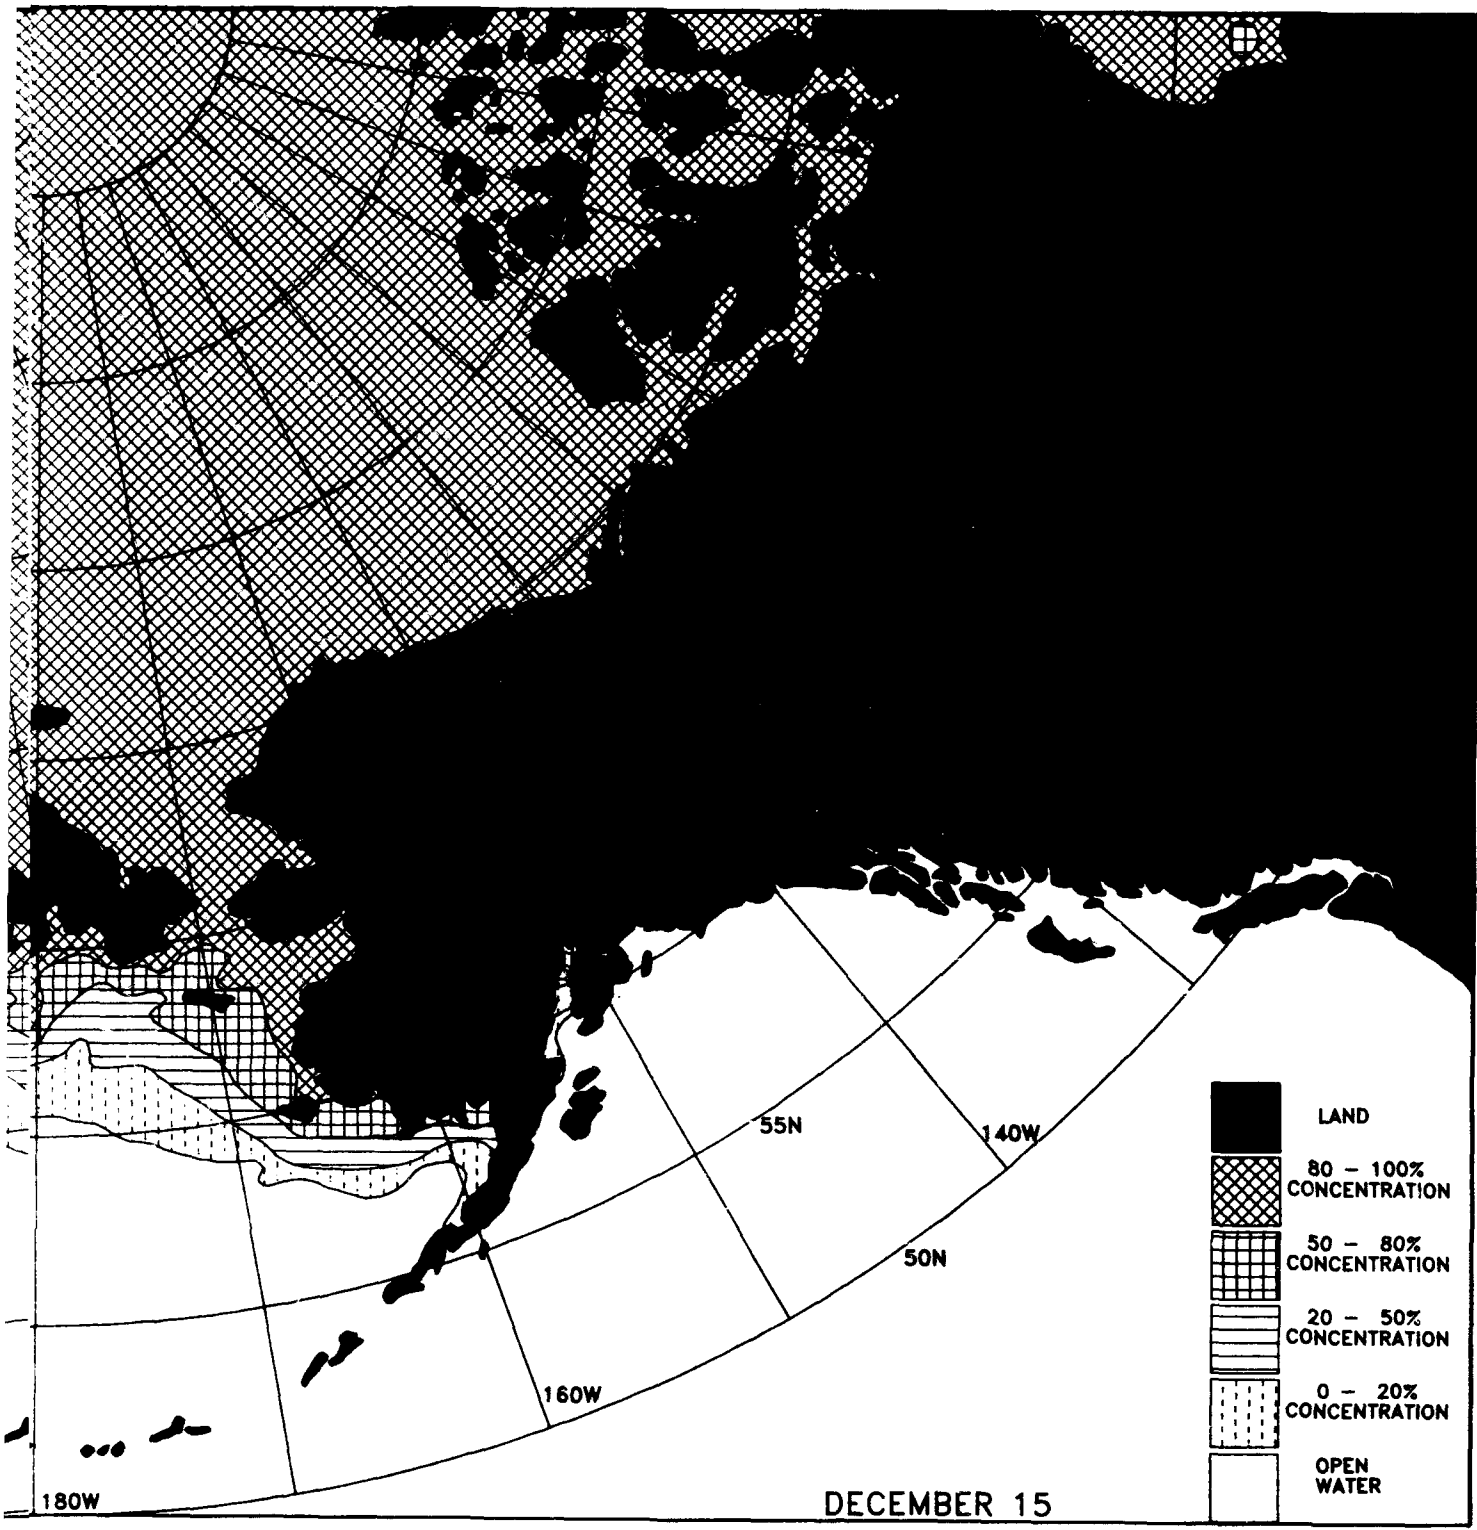 55N
140W
50N
160W
180W
DECEMBER 15
LAND
80 - 100%
CONCENTRATION
50 - 80%
CONCENTRATION
20 - 50%
CONCENTRATION
0 - 20%
CONCENTRATION
OPEN
WATER